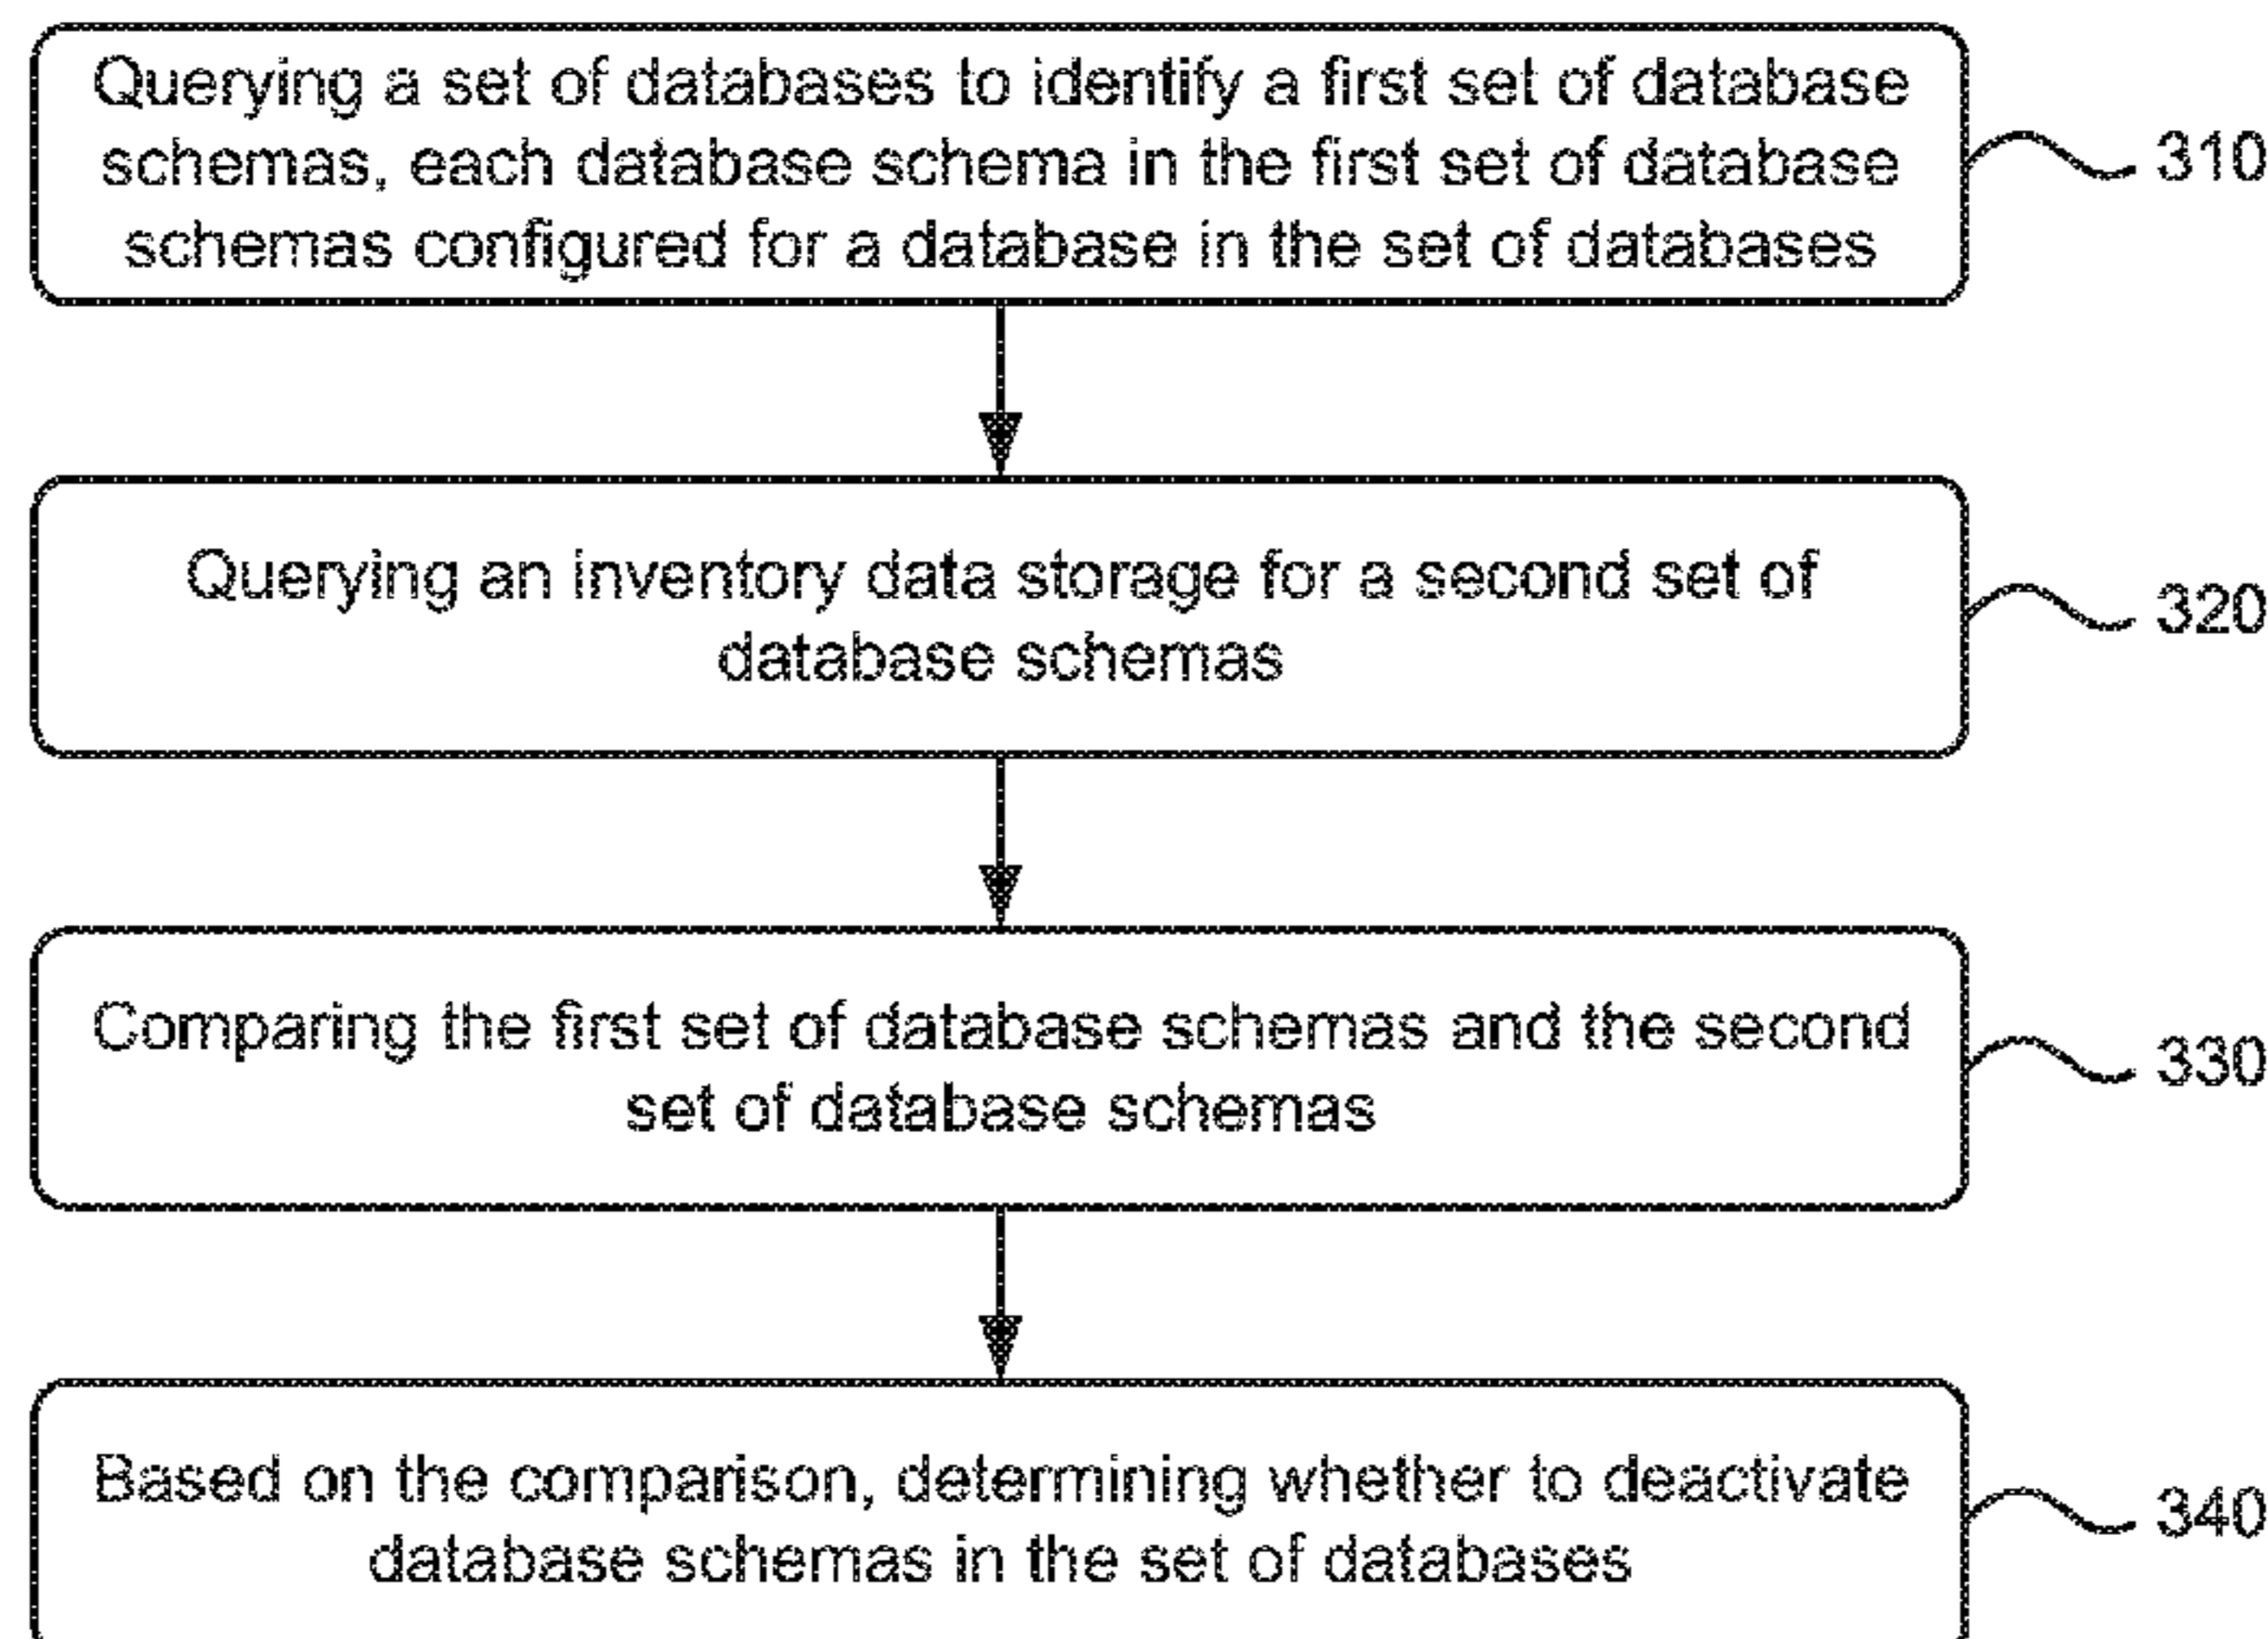 Querying a set of databases to identify a first set of database
schemas, each database schema in the first set of database
schemas configured for a database in the set of databases
310
Querying an inventory data storage for a second set of
database schemas
320
Comparing the first set of database schemas and the second
set of database schemas
330
Based on the comparison, determining whether to deactivate
database schemas in the set of databases
340